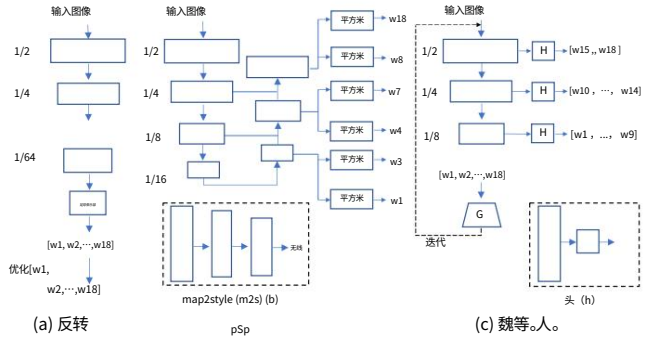 输入图像
1/2
1/4
1/64
[w1, w2,…,w18]
优化[w1,
w2,…,w18]
(a) 反转
输入图像
1/2
1/4
1/8
1/16
平方米
w18
平方米
w8
平方米
w7
平方米
w4
平方米
w3
平方米
w1
无线
map2style (m2s) (b)
pSp
输入图像
1/2
H
[w15 ,, w18 ]
1/4
H
[w10 , …, w14]
1/8
H
[w1 , ..., w9]
[w1, w2,…,w18]
G
迭代
头（h）
(c) 魏等。人。